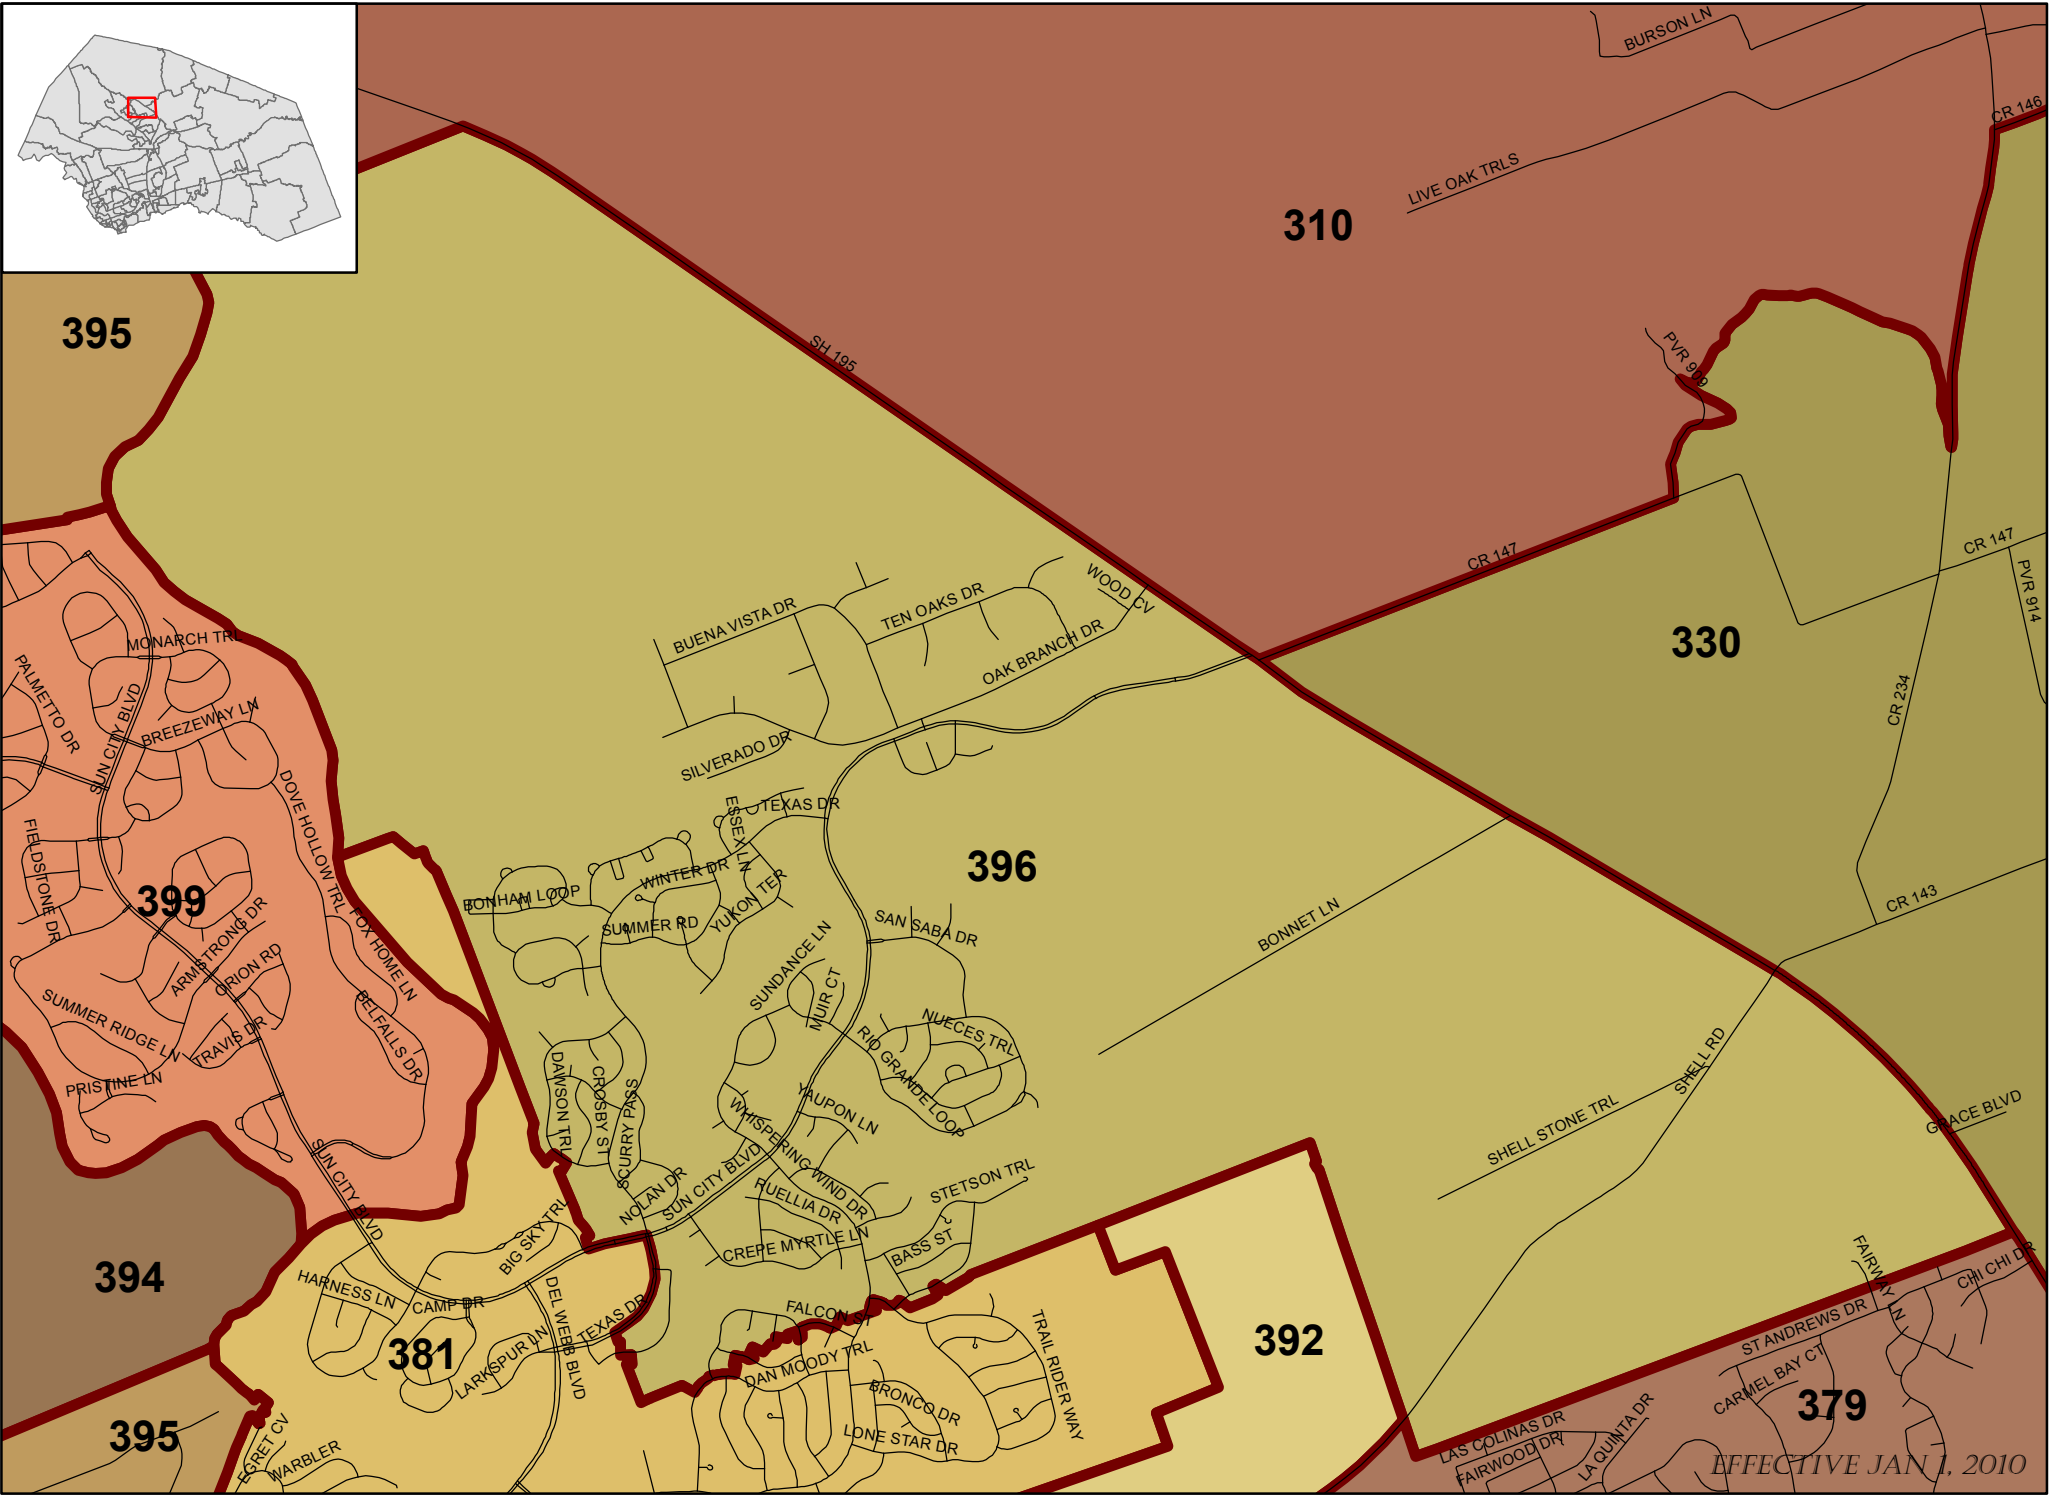 BURSON LN
CR 146
LIVE OAK TRLS
310
395
SH 195
PVR 909
CR 147
CR 147
PVR 914
WOOD CV
BUENA VISTA DR
TEN OAKS DR
OAK BRANCH DR
330
MONARCH TRL
PALMETTO DR
SUN CITY BLVD
BREEZEWAY LN
SILVERADO DR
CR 234
DOVE HOLLOW TRL
ESSEX LN
TEXAS DR
FIELDSTONE DR
399
396
WINTER DR
BONHAM LOOP
YUKON TER
SUMMER RD
CR 143
FOX HOME LN
ARMSTRONG DR
ORION RD
SAN SABA DR
BONNET LN
SUNDANCE LN
MUIR CT
SUMMER RIDGE LN
TRAVIS DR
BELFALLS DR
NUECES TRL
RIO GRANDE LOOP
SHELL RD
PRISTINE LN
DAWSON TRL
CROSBY ST
SCURRY PASS
YAUPON LN
WHISPERING WIND DR
SHELL STONE TRL
GRACE BLVD
SUN CITY BLVD
NOLAN DR
SUN CITY BLVD
RUELLIA DR
STETSON TRL
394
BIG SKY TRL
CREPE MYRTLE LN
BASS ST
HARNESS LN
CAMP DR
DEL WEBB BLVD
TEXAS DR
FALCON
381
LARKSPUR LN
DAN MOODY TRL
TRAIL RIDER WAY
392
FAIRWAY LN
CHI CHI DR
ST ANDREWS DR
CARMEL BAY CT
379
395
EGRET CV
WARBLER
BRONCO DR
LONE STAR DR
LAS COLINAS DR
FAIRWOOD DR
LA QUINTA DR
EFFECTIVE JAN 1, 2010